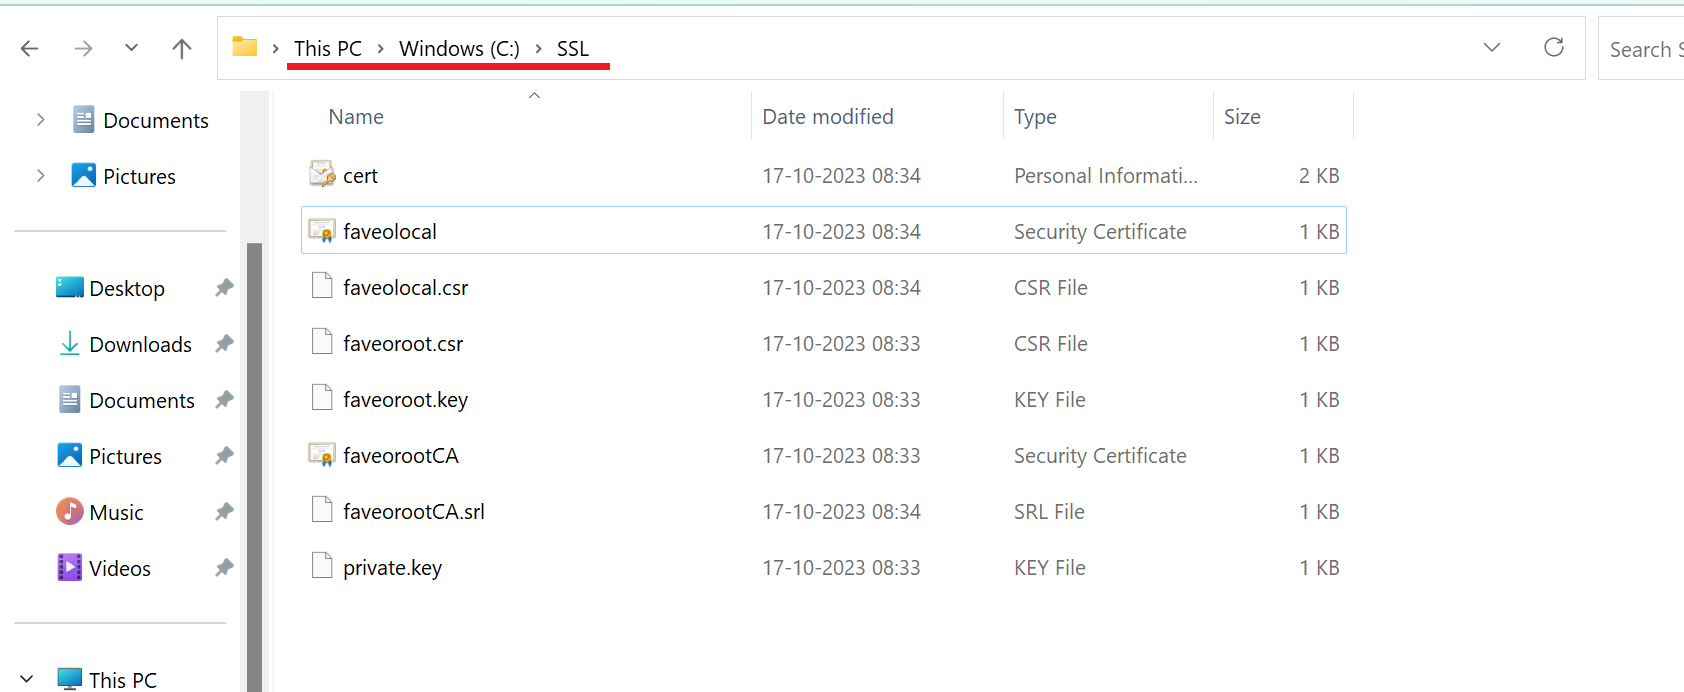 This PC > Windows (C:) > SSL
Search S
Documents
Pictures
Desktop
Downloads
Documents
Pictures
Music
Videos
This PC
Name Date modified Type Size
cert 17-10-2023 08:34 Personal Informati... 2 KB
faveolocal 17-10-2023 08:34 Security Certificate 1 KB
faveolocal.csr 17-10-2023 08:34 CSR File 1 KB
faveoroot.csr 17-10-2023 08:33 CSR File 1 KB
faveoroot.key 17-10-2023 08:33 KEY File 1 KB
faveorootCA 17-10-2023 08:33 Security Certificate 1 KB
faveorootCA.srl 17-10-2023 08:34 SRL File 1 KB
private.key 17-10-2023 08:33 KEY File 1 KB